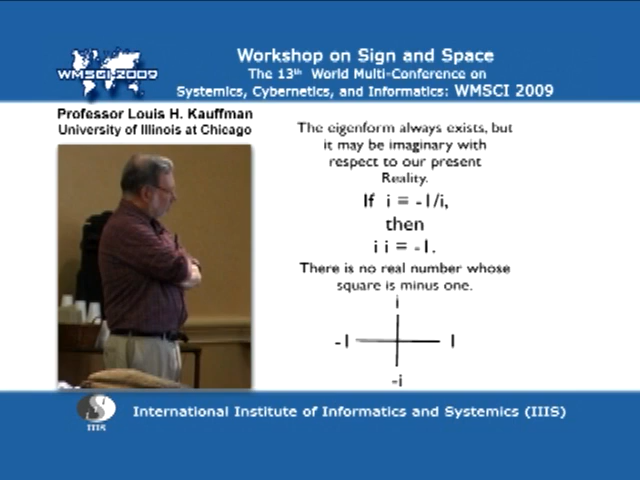 Workshop on Sign and Space
The 13th World Multi-Conference on
Systemics, Cybernetics, and Informatics: WMSCI 2009
WMSCI 2009
Professor Louis H. Kauffman
University of Illinois at Chicago
The eigenform always exists, but
it may be imaginary with
respect to our present
Reality.
If i = -1/i,
then
i i = -1.
There is no real number whose
square is minus one.
i
-1 1
-i
IIIS
International Institute of Informatics and Systemics (IIIS)